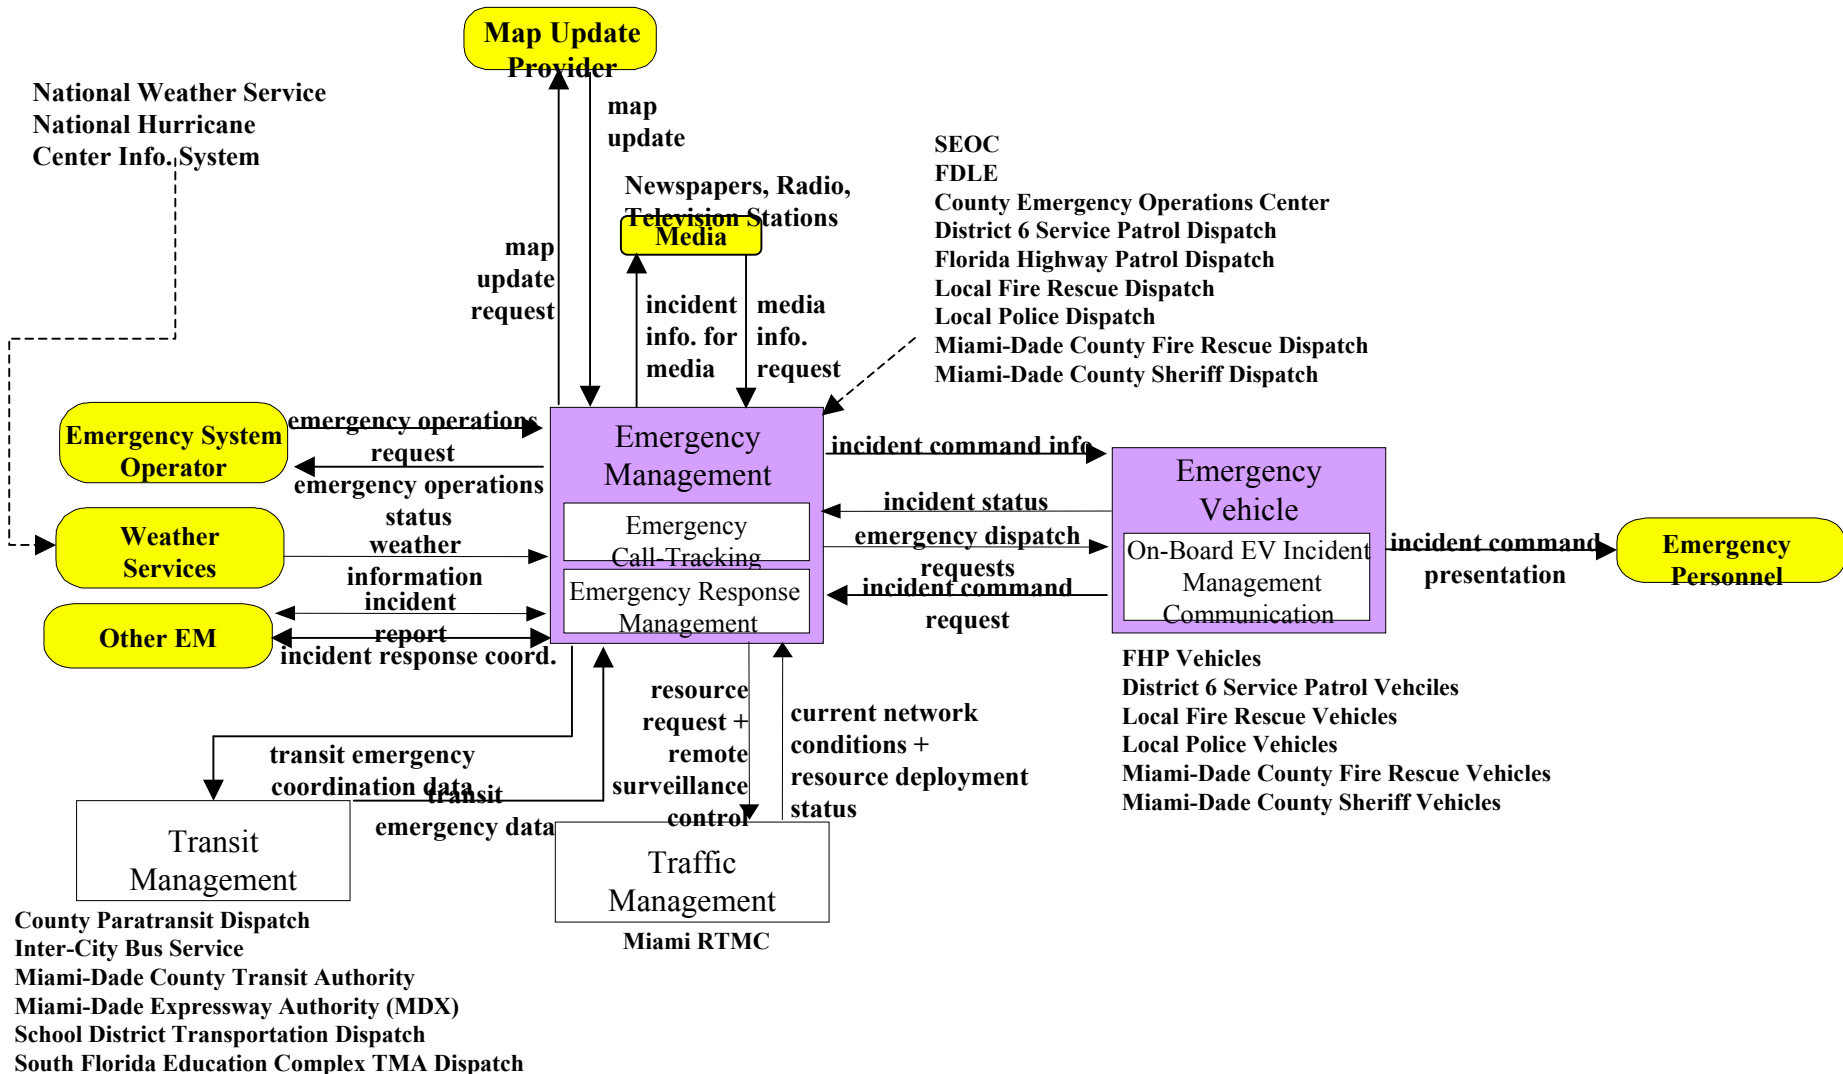 Map Update
Provider
National Weather Service
National Hurricane
Center Info. System
map
update
SEOC
FDLE
County Emergency Operations Center
District 6 Service Patrol Dispatch
Florida Highway Patrol Dispatch
Local Fire Rescue Dispatch
Local Police Dispatch
Miami-Dade County Fire Rescue Dispatch
Miami-Dade County Sheriff Dispatch
Newspapers, Radio,
Television Stations
Media
map
update
request
incident
info. for
media
media
info.
request
Emergency System
Operator
emergency operations
request
emergency operations
status
Weather
Services
weather
information
Other EM
incident
report
incident response coord.
Emergency
Management
Emergency
Call-Tracking
Emergency Response
Management
incident command info
incident status
emergency dispatch
requests
incident command
request
Emergency
Vehicle
On-Board EV Incident
Management
Communication
incident command
presentation
Emergency
Personnel
FHP Vehicles
District 6 Service Patrol Vehciles
Local Fire Rescue Vehicles
Local Police Vehicles
Miami-Dade County Fire Rescue Vehicles
Miami-Dade County Sheriff Vehicles
transit emergency
coordination data
transit
emergency data
resource
request +
remote
surveillance
control
current network
conditions +
resource deployment
status
Transit
Management
County Paratransit Dispatch
Inter-City Bus Service
Miami-Dade County Transit Authority
Miami-Dade Expressway Authority (MDX)
School District Transportation Dispatch
South Florida Education Complex TMA Dispatch
Traffic
Management
Miami RTMC